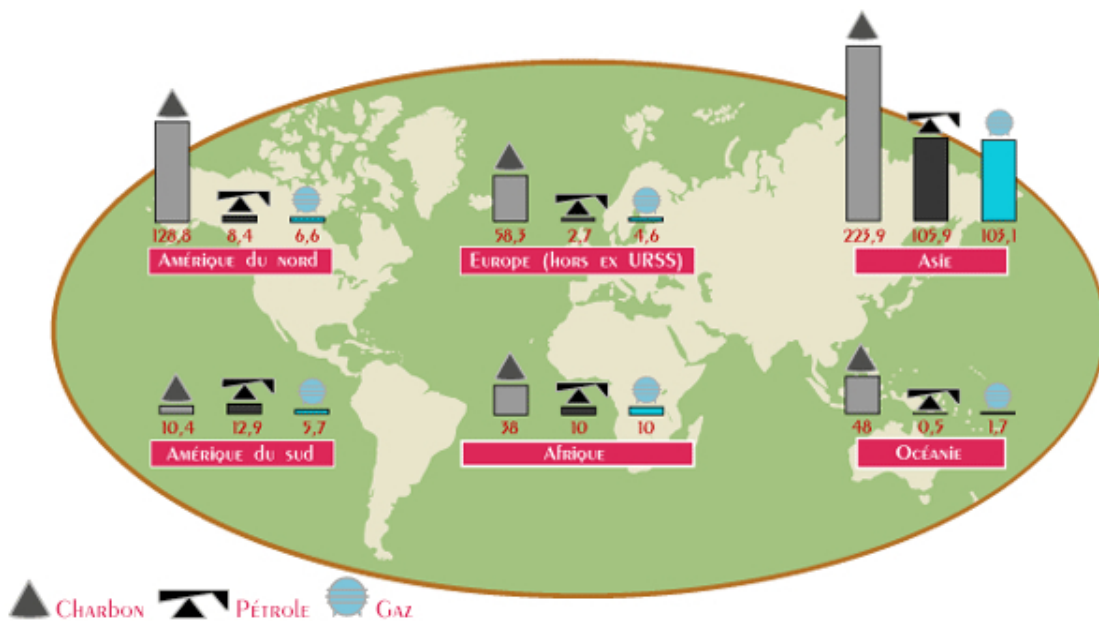 128,8 8,4 6,6
Amérique du nord
58,3 2,7 4,6
Europe (hors ex URSS)
223,9 105,9 103,1
Asie
10,4 12,9 5,7
Amérique du sud
38 10 10
Afrique
48 0,5 1,7
Océanie
Charbon Pétrole Gaz